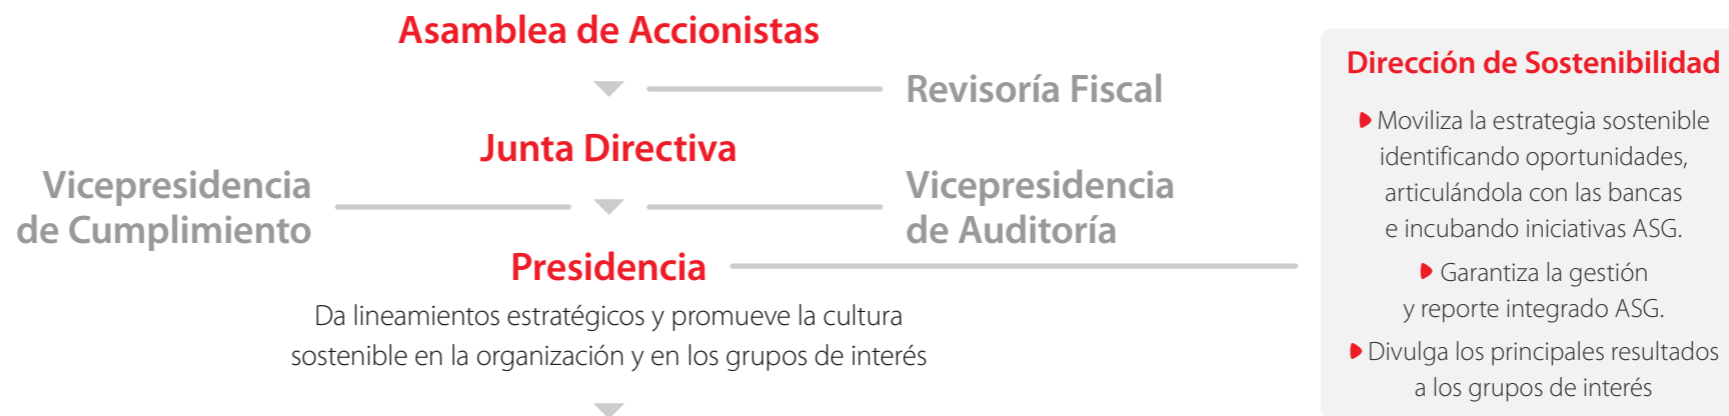 Asamblea de Accionistas
Revisoría Fiscal
Junta Directiva
Vicepresidencia
de Cumplimiento
Vicepresidencia
de Auditoría
Presidencia
Da lineamientos estratégicos y promueve la cultura
sostenible en la organización y en los grupos de interés
Dirección de Sostenibilidad
Moviliza la estrategia sostenible
identificando oportunidades,
articulándola con las bancas
e incubando iniciativas ASG.
Garantiza la gestión
y reporte integrado ASG.
Divulga los principales resultados
a los grupos de interés